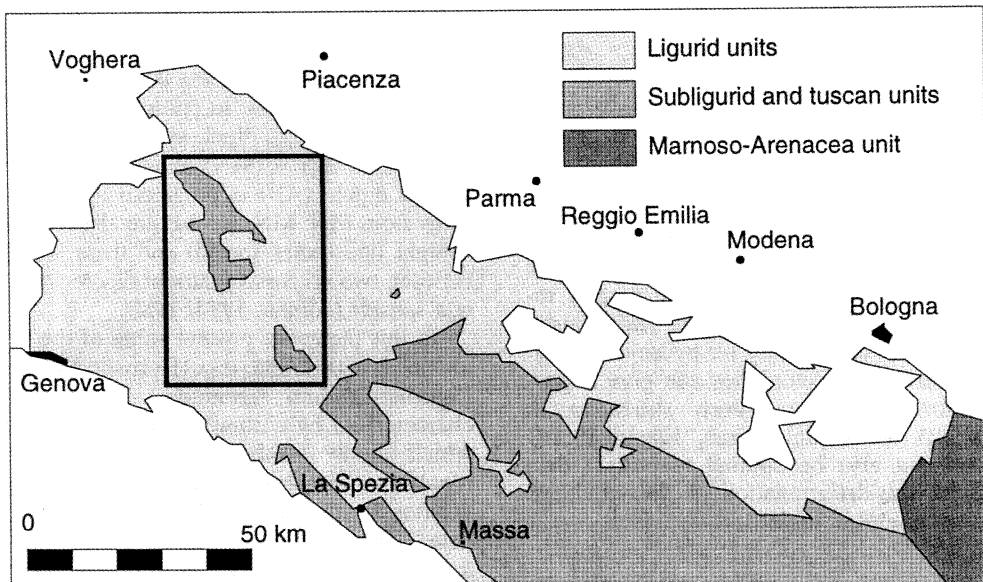 Voghera
Piacenza
Ligurid units
Subligurid and tuscan units
Marnoso-Arenacea unit
Parma
Reggio Emilia
Modena
Bologna
Genova
La Spezia
Massa
0
50 km